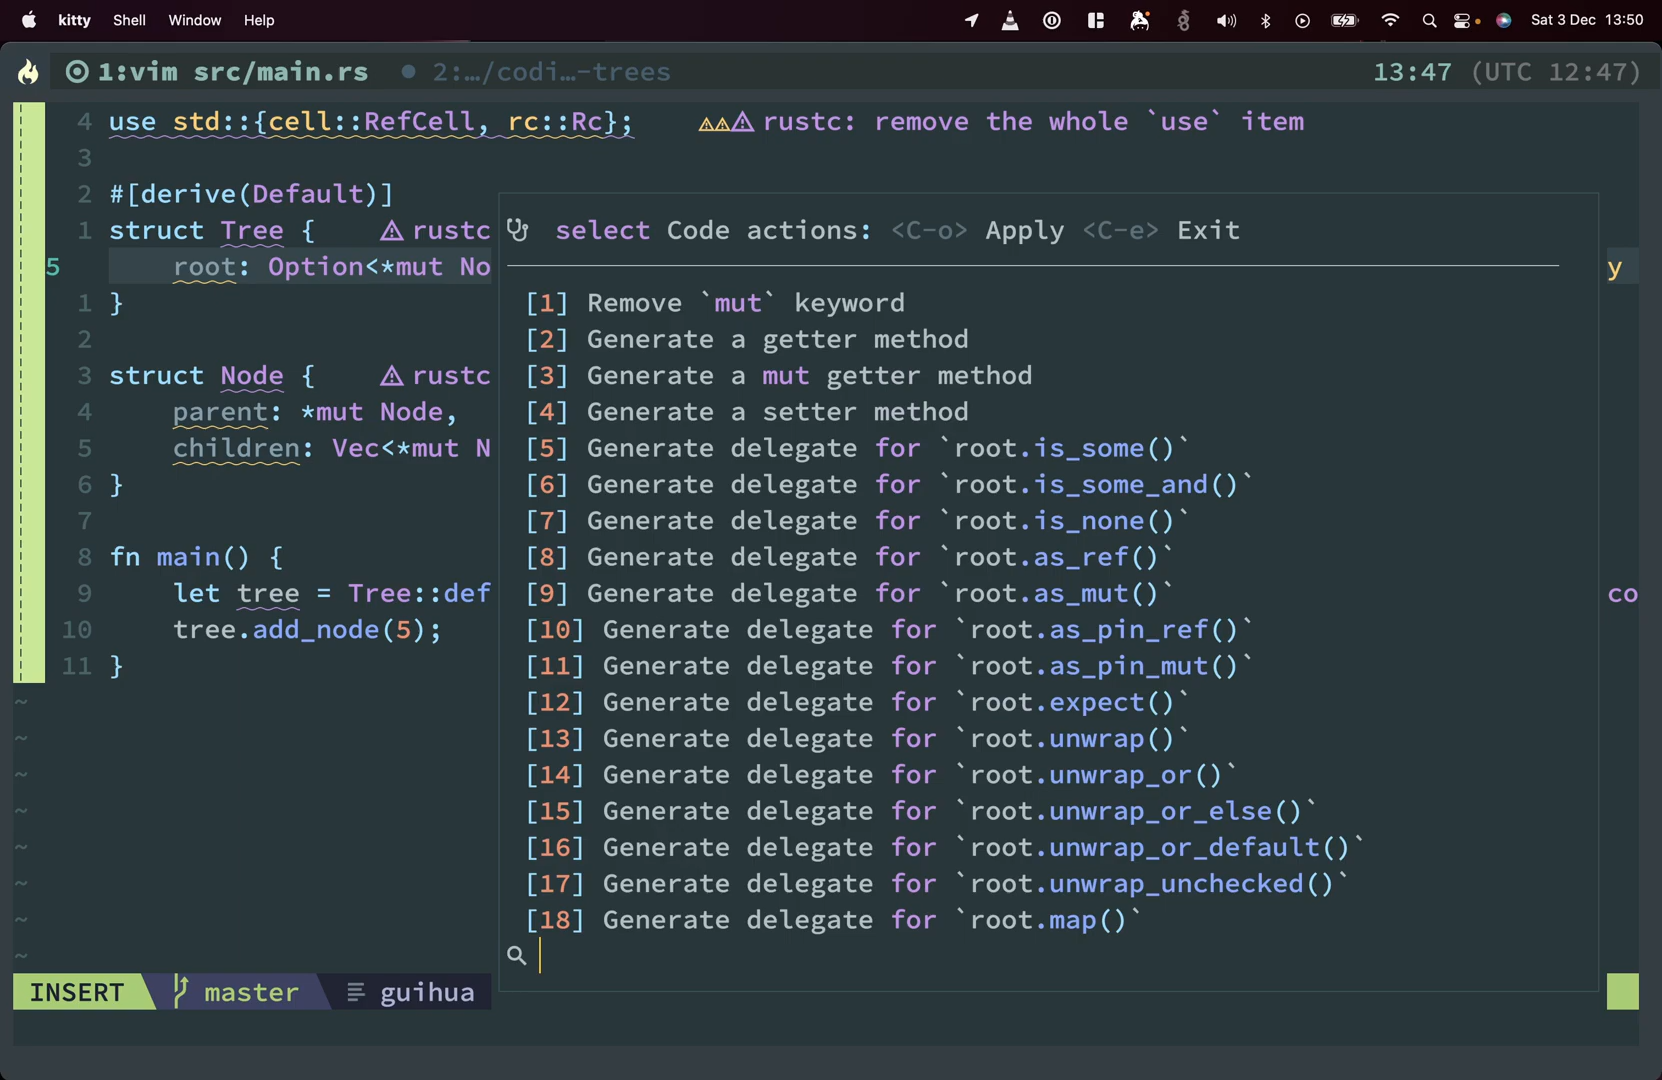 kitty Shell Window Help Sat 3 Dec 13:50
1:vim src/main.rs 2:…/codi…-trees 13:47 (UTC 12:47)
4 use std::{cell::RefCell, rc::Rc}; rustc: remove the whole `use` item
3
2 #[derive(Default)]
1 struct Tree { rustc
5 root: Option<*mut No y
1 }
2
3 struct Node { rustc
4 parent: *mut Node,
5 children: Vec<*mut N
6 }
7
8 fn main() {
9 let tree = Tree::def co
10 tree.add_node(5);
11 }
~
~
~
~
~
~
~
~
select Code actions: <C-o> Apply <C-e> Exit
[1] Remove `mut` keyword
[2] Generate a getter method
[3] Generate a mut getter method
[4] Generate a setter method
[5] Generate delegate for `root.is_some()`
[6] Generate delegate for `root.is_some_and()`
[7] Generate delegate for `root.is_none()`
[8] Generate delegate for `root.as_ref()`
[9] Generate delegate for `root.as_mut()`
[10] Generate delegate for `root.as_pin_ref()`
[11] Generate delegate for `root.as_pin_mut()`
[12] Generate delegate for `root.expect()`
[13] Generate delegate for `root.unwrap()`
[14] Generate delegate for `root.unwrap_or()`
[15] Generate delegate for `root.unwrap_or_else()`
[16] Generate delegate for `root.unwrap_or_default()`
[17] Generate delegate for `root.unwrap_unchecked()`
[18] Generate delegate for `root.map()`
INSERT master guihua